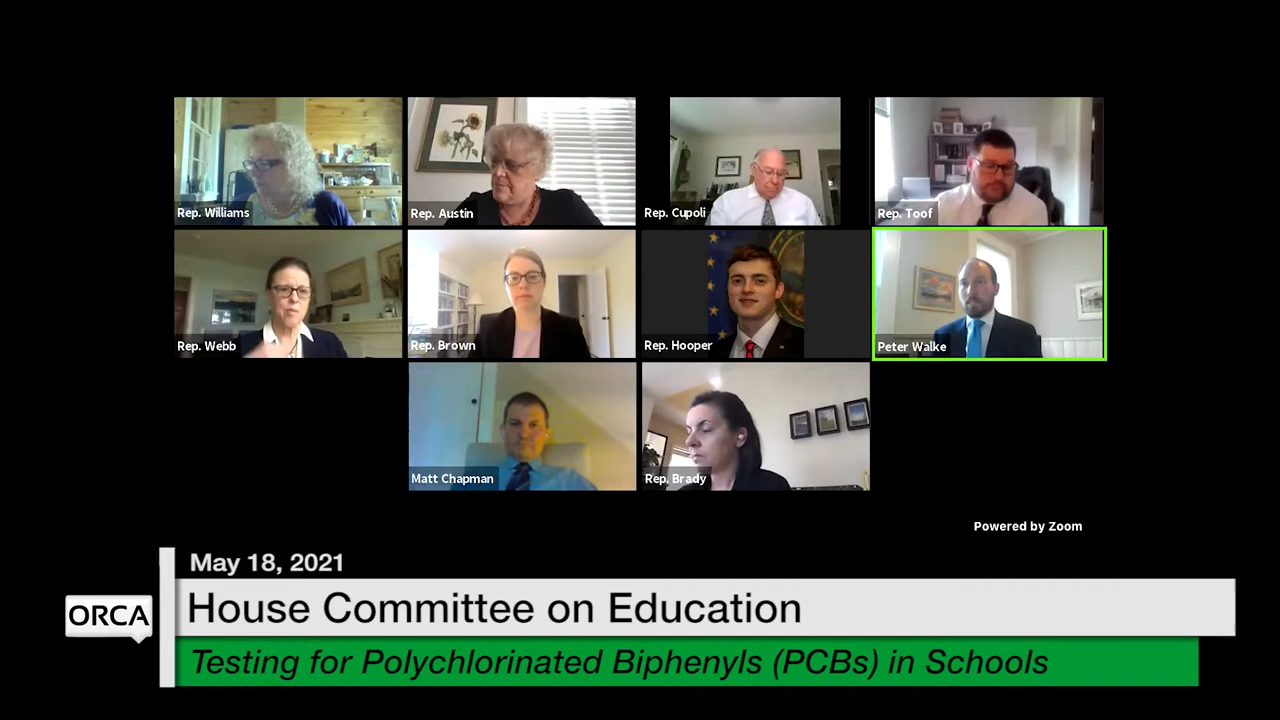 Rep. Williams
Rep. Austin
Rep. Cupoli
Rep. Toof
Rep. Webb
Rep. Brown
Rep. Hooper
Peter Walke
Matt Chapman
Rep. Brady
Powered by Zoom
May 18, 2021
ORCA
House Committee on Education
Testing for Polychlorinated Biphenyls (PCBs) in Schools